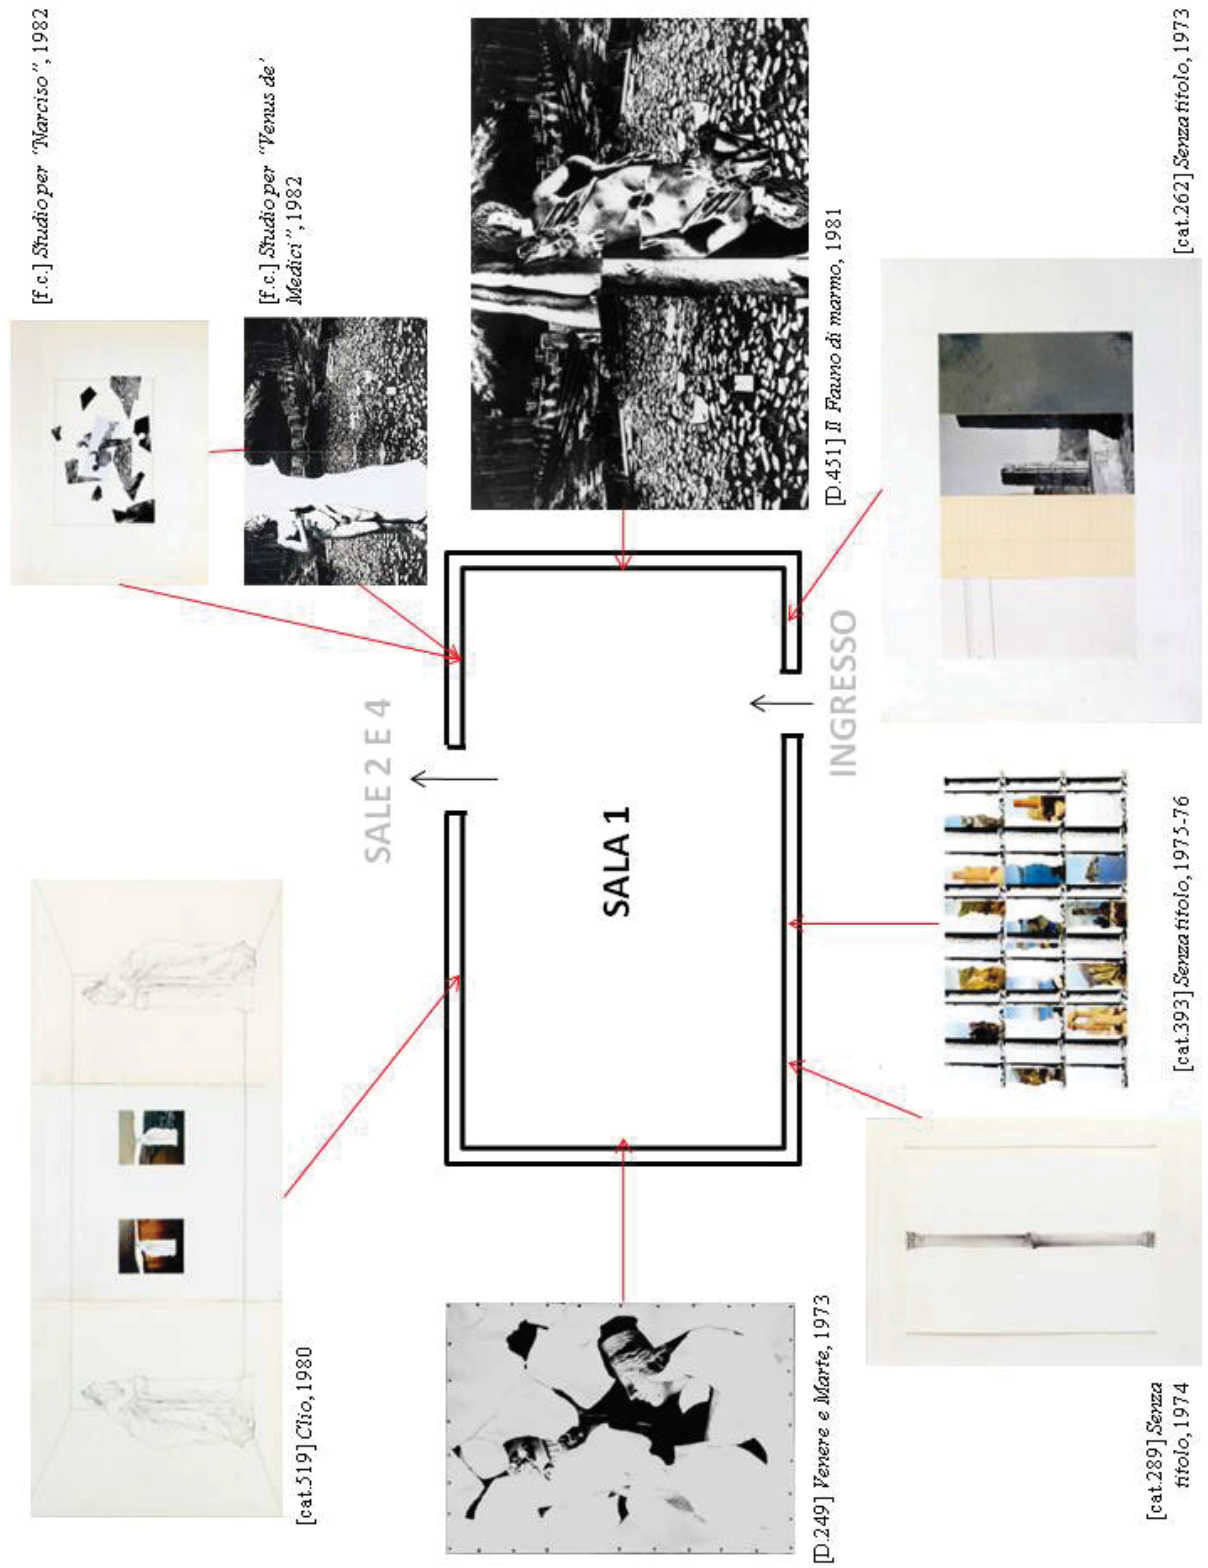 [f.c.] Studio per "Narciso", 1982
[f.c.] Studio per "Venus de'
Medici", 1982
[cat.519] Clio, 1980
SALE 2 E 4
SALA 1
[D.249] Venere e Marte, 1973
INGRESSO
[D.451] Il Fauno di marmo, 1981
[cat.289] Senza
titolo, 1974
[cat.393] Senza titolo, 1975-76
[cat.262] Senza titolo, 1973